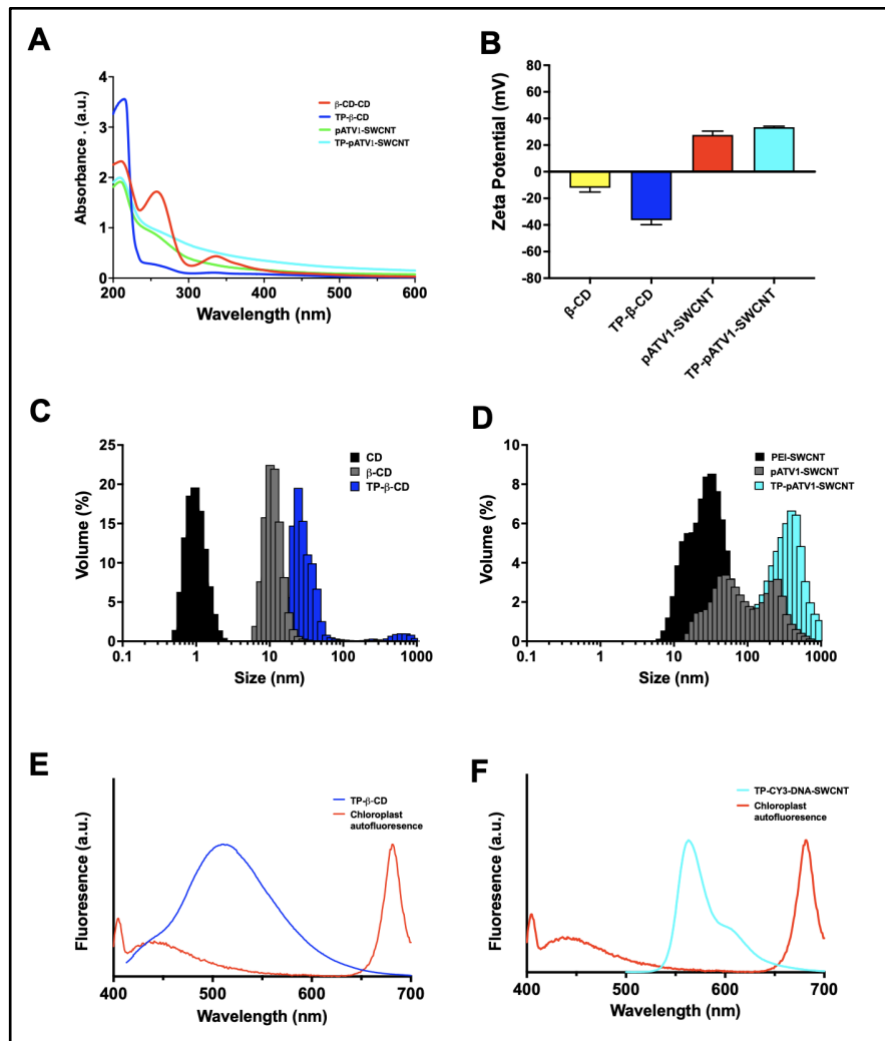 A
Absorbance . (a.u.)
4
3
2
1
0
200
300
400
500
600
Wavelength (nm)
β-CD-CD
TP-β-CD
pATV1-SWCNT
TP-pATV1-SWCNT
B
Zeta Potential (mV)
80
60
40
20
0
-20
-40
-60
-80
β-CD
TP-β-CD
pATV1-SWCNT
TP-pATV1-SWCNT
C
Volume (%)
25
20
15
10
5
0
0.1
1
10
100
1000
Size (nm)
CD
β-CD
TP-β-CD
D
Volume (%)
10
8
6
4
2
0
0.1
1
10
100
1000
Size (nm)
PEI-SWCNT
pATV1-SWCNT
TP-pATV1-SWCNT
E
Fluoresence (a.u.)
400
500
600
700
Wavelength (nm)
TP-β-CD
Chloroplast
autofluoresence
F
Fluoresence (a.u.)
400
500
600
700
Wavelength (nm)
TP-CY3-DNA-SWCNT
Chloroplast
autofluoresence